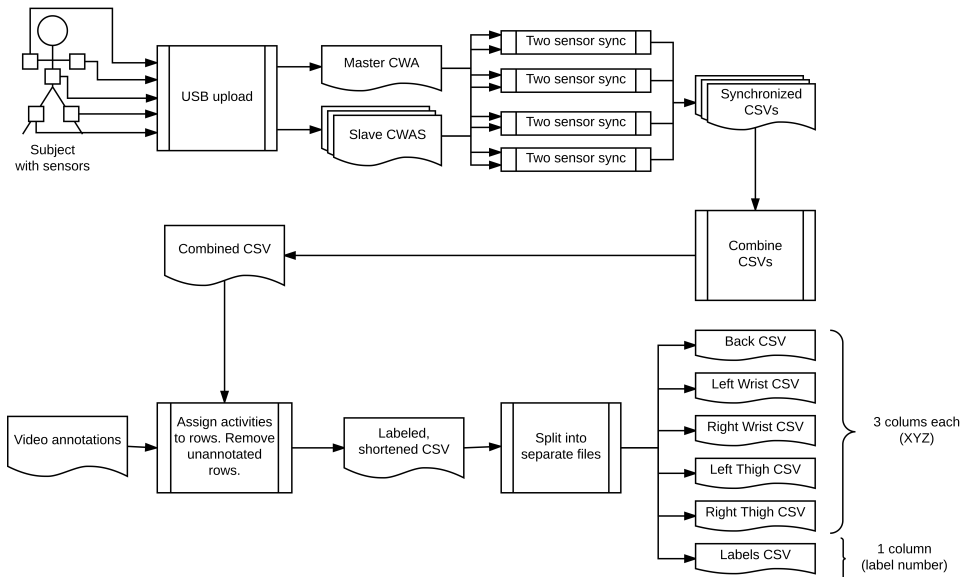 Subject
with sensors
USB upload
Master CWA
Slave CWAS
Two sensor sync
Two sensor sync
Two sensor sync
Two sensor sync
Synchronized
CSVs
Combine
CSVs
Combined CSV
Video annotations
Assign activities
to rows. Remove
unannotated
rows.
Labeled,
shortened CSV
Split into
separate files
Back CSV
Left Wrist CSV
Right Wrist CSV
Left Thigh CSV
Right Thigh CSV
Labels CSV
3 colums each
(XYZ)
1 column
(label number)